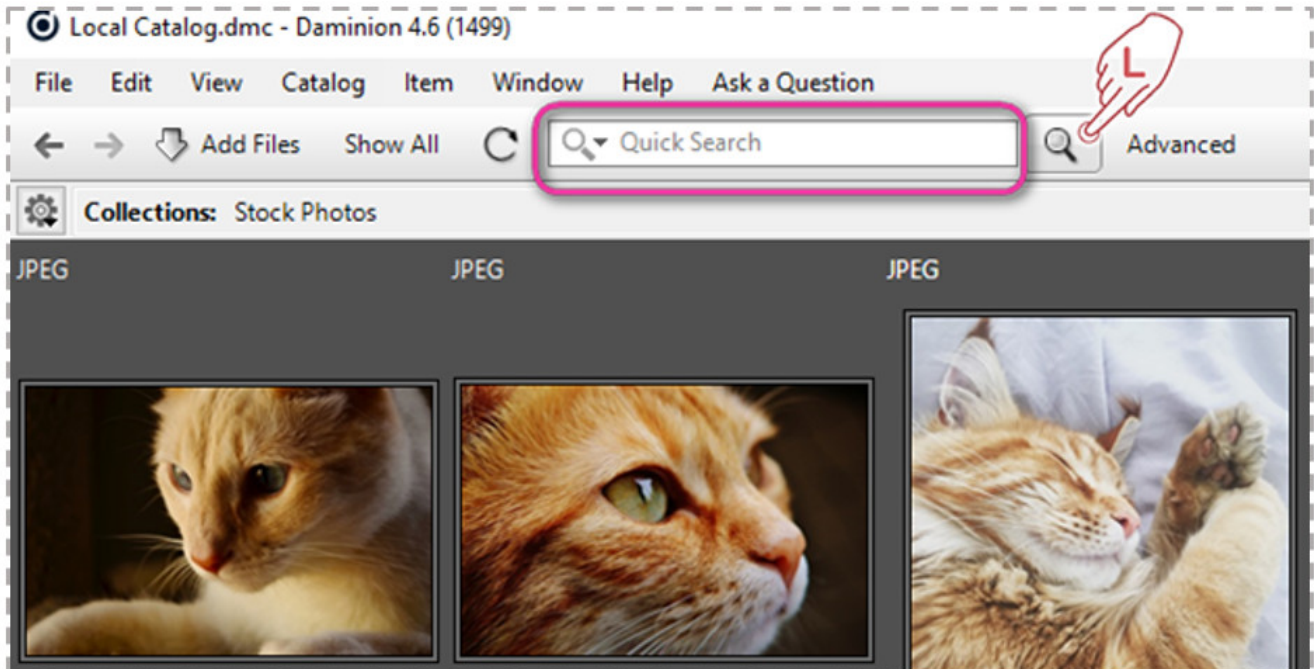 Local Catalog.dmc - Daminion 4.6 (1499)
File Edit View Catalog Item Window Help Ask a Question
L
Add Files Show All Quick Search Advanced
Collections: Stock Photos
JPEG JPEG JPEG